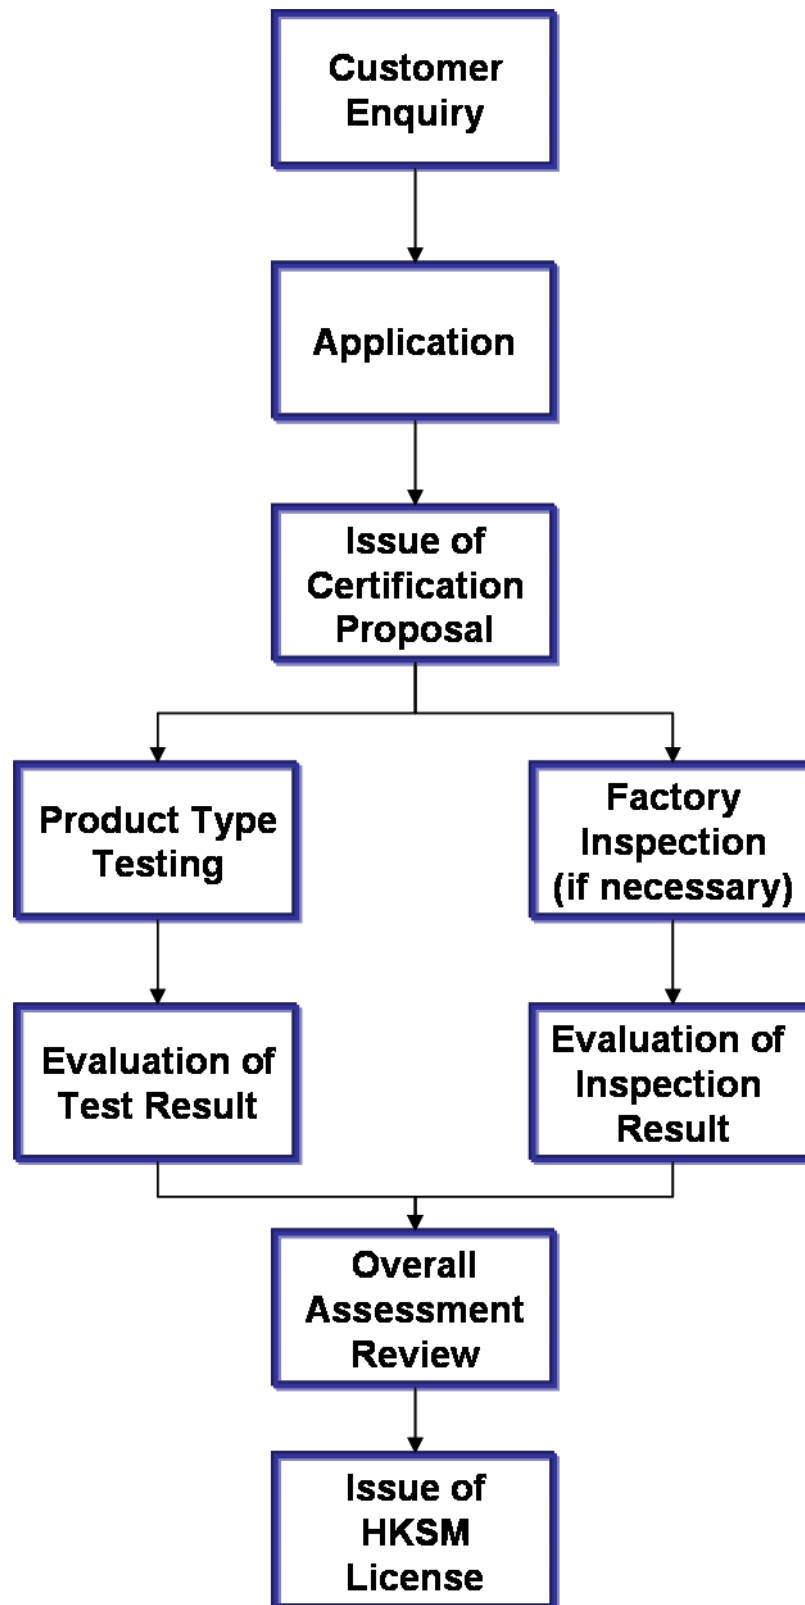 Customer
Enquiry
Application
Issue of
Certification
Proposal
Product Type
Testing
Factory
Inspection
(if necessary)
Evaluation of
Test Result
Evaluation of
Inspection
Result
Overall
Assessment
Review
Issue of
HKSM
License